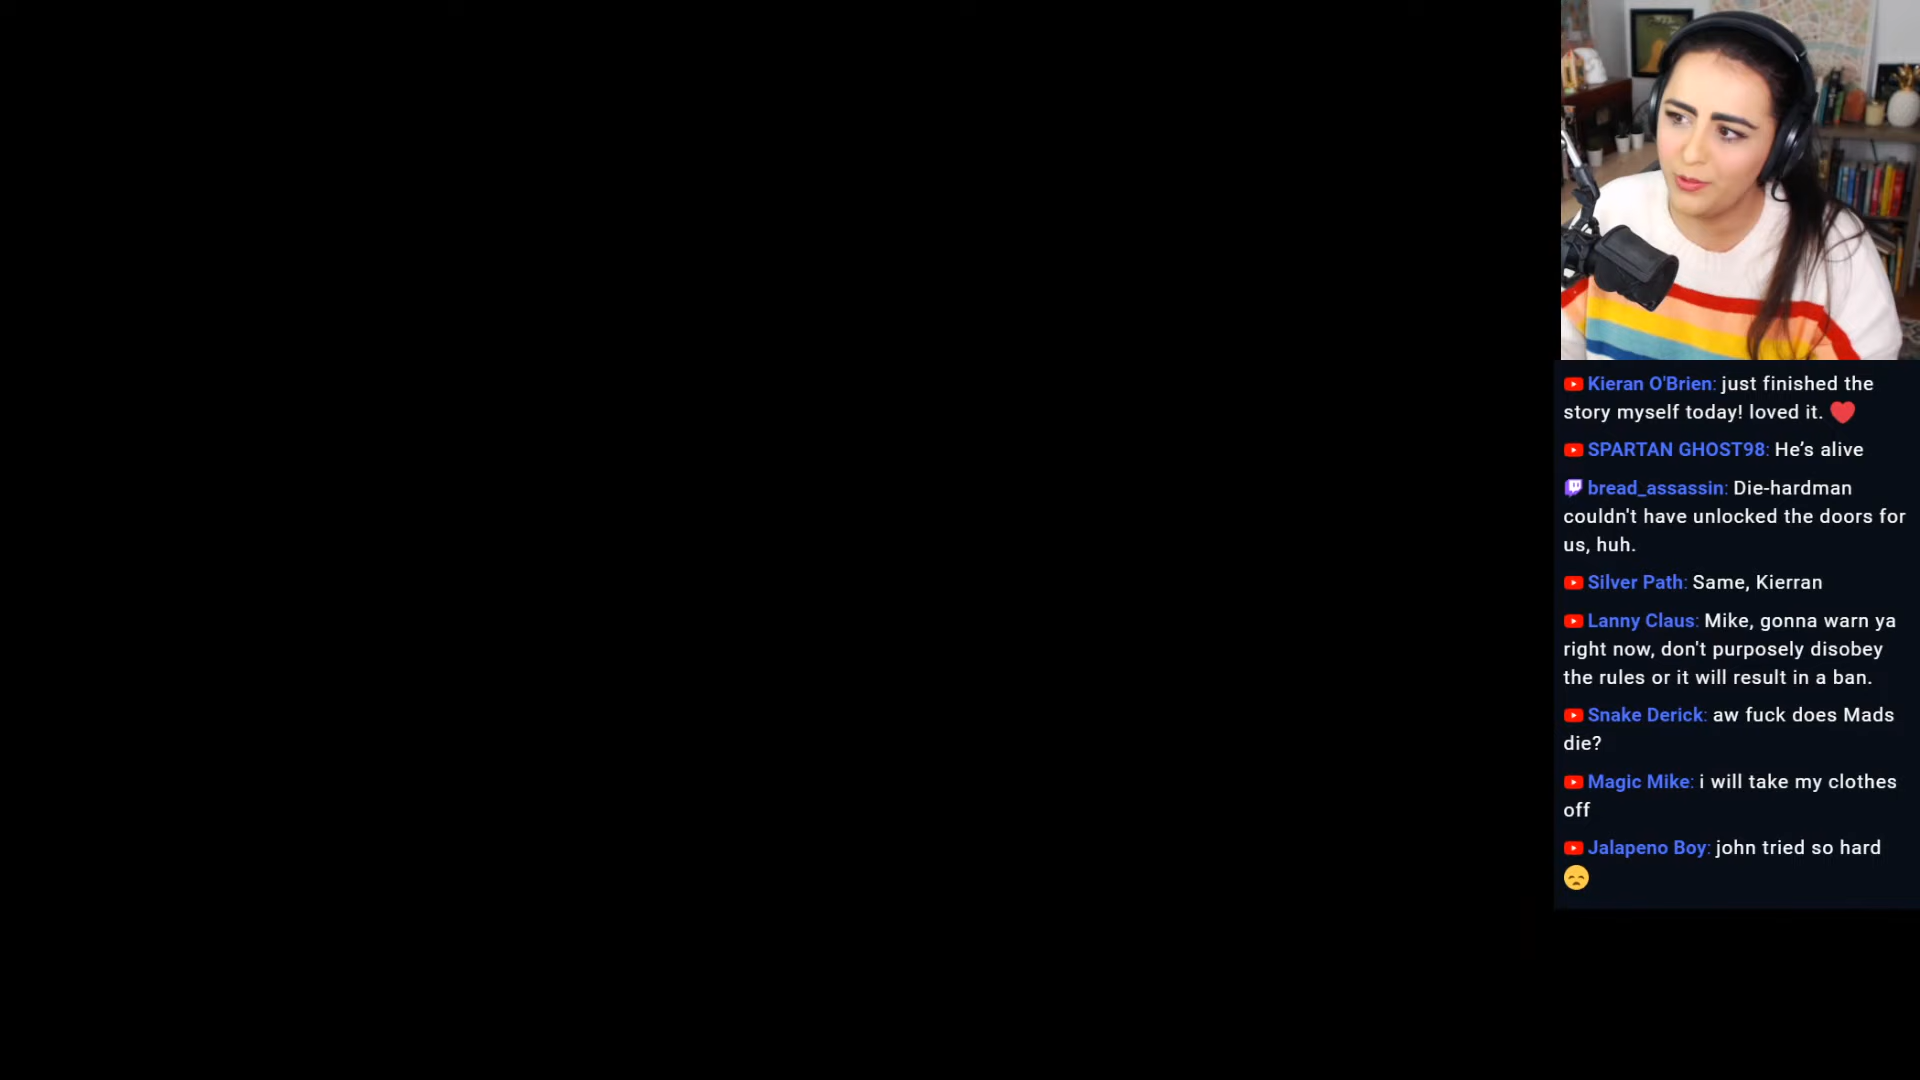 Kieran O'Brien: just finished the
story myself today! loved it. ❤️
SPARTAN GHOST98: He’s alive
bread_assassin: Die-hardman
couldn't have unlocked the doors for
us, huh.
Silver Path: Same, Kierran
Lanny Claus: Mike, gonna warn ya
right now, don't purposely disobey
the rules or it will result in a ban.
Snake Derick: aw fuck does Mads
die?
Magic Mike: i will take my clothes
off
Jalapeno Boy: john tried so hard
😞